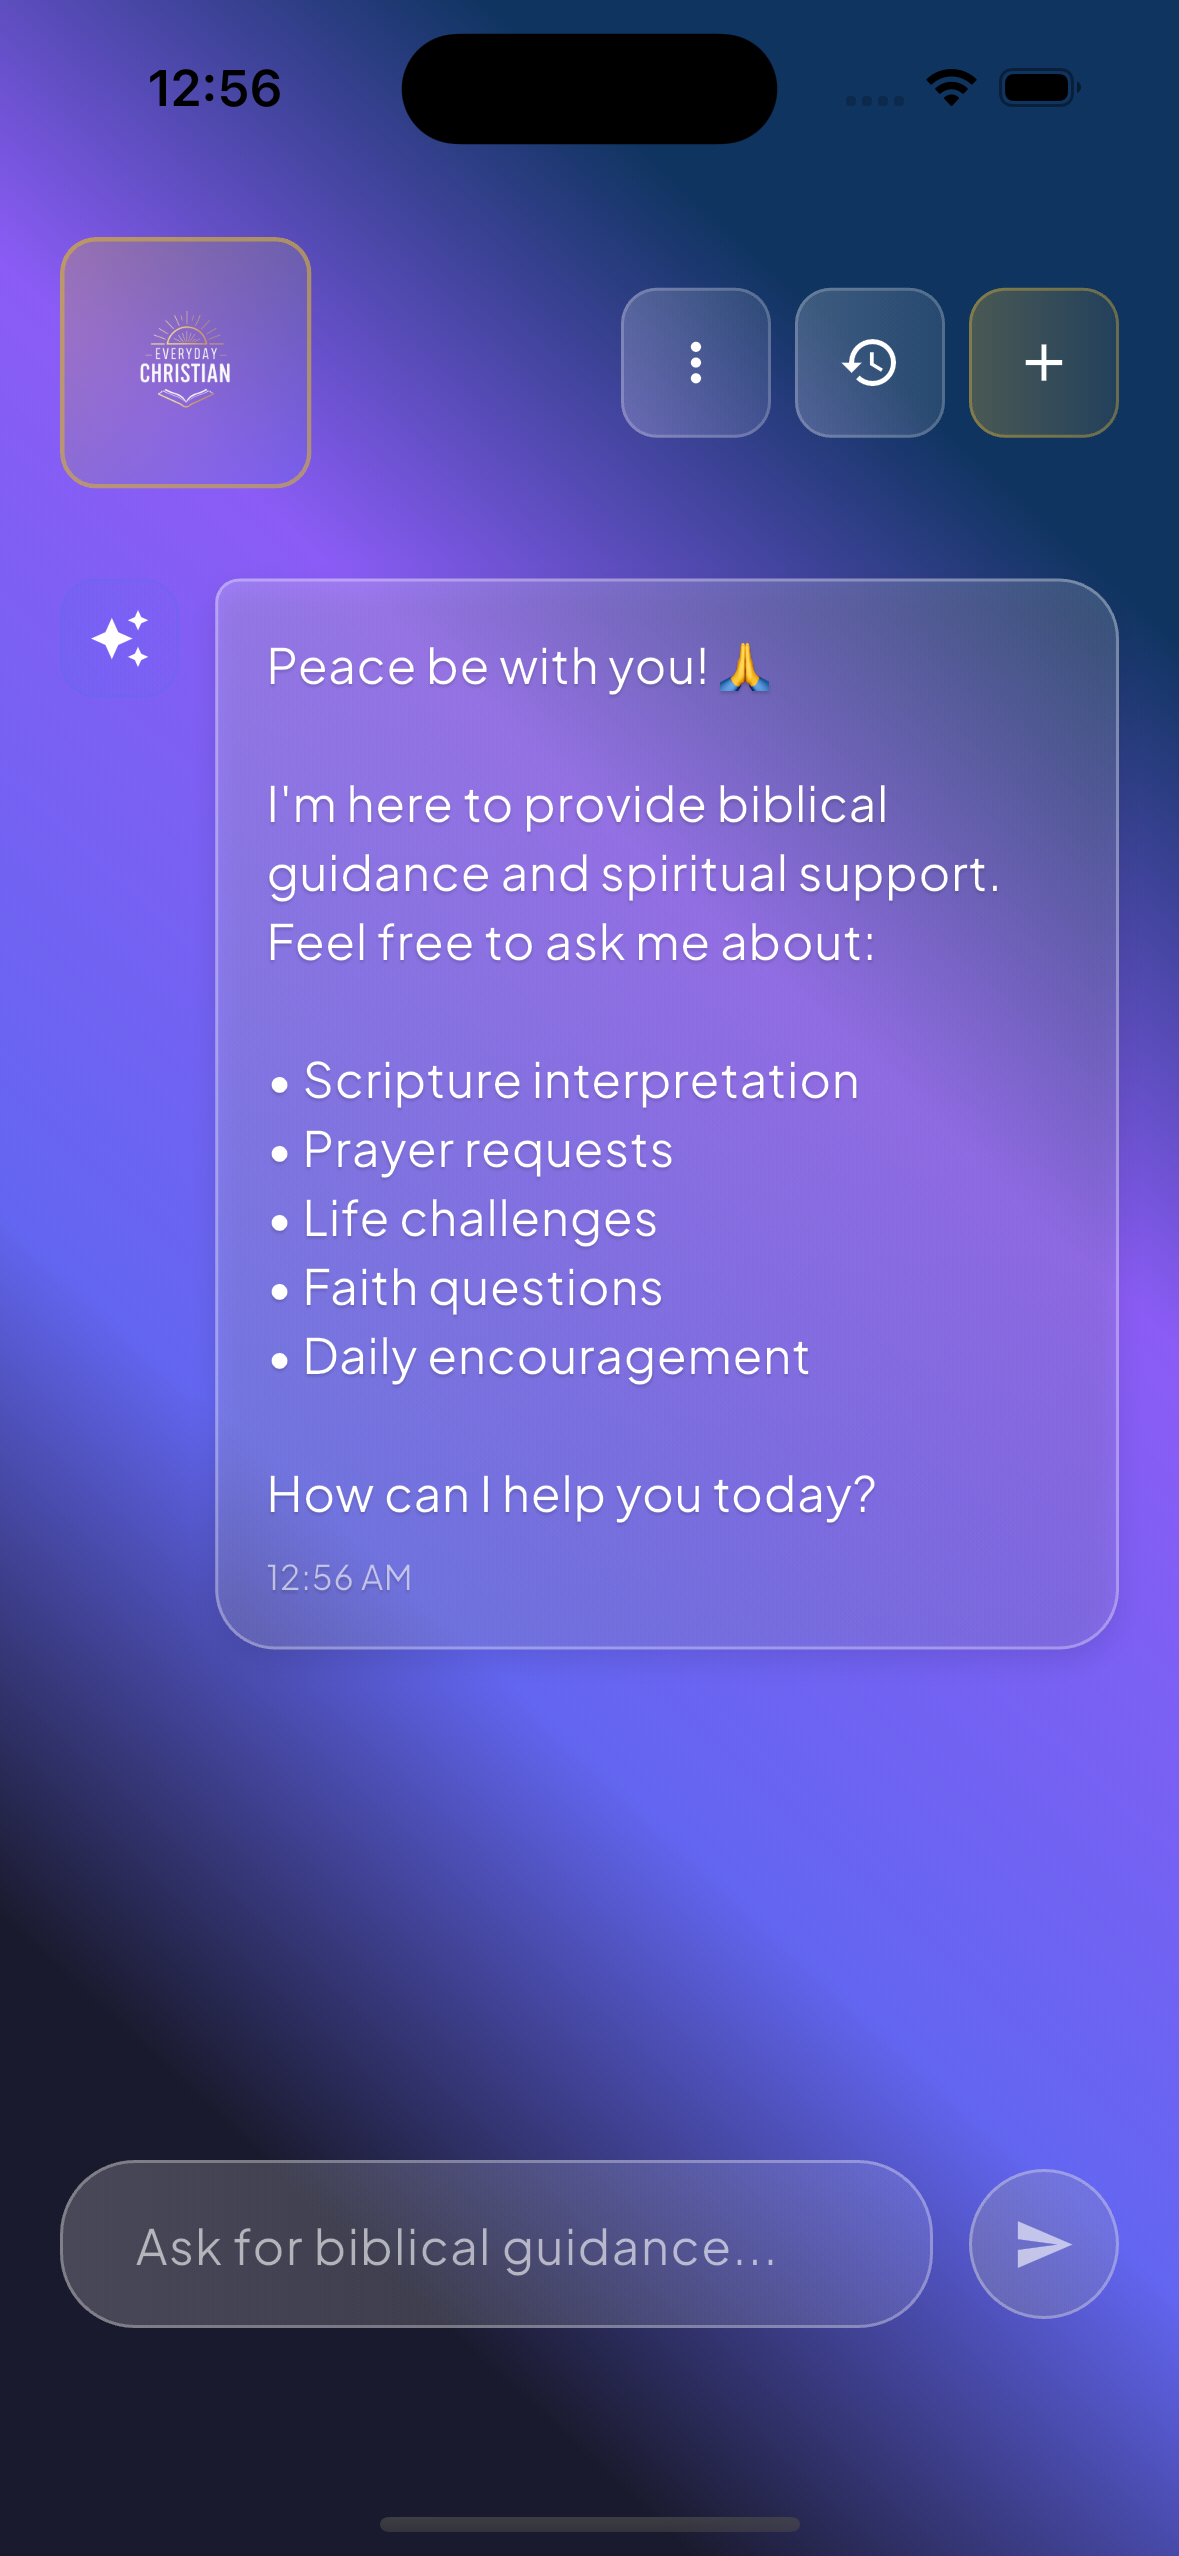 12:56
EVERYDAY
CHRISTIAN
Peace be with you! 🙏
I'm here to provide biblical
guidance and spiritual support.
Feel free to ask me about:
• Scripture interpretation
• Prayer requests
• Life challenges
• Faith questions
• Daily encouragement
How can I help you today?
12:56 AM
Ask for biblical guidance...